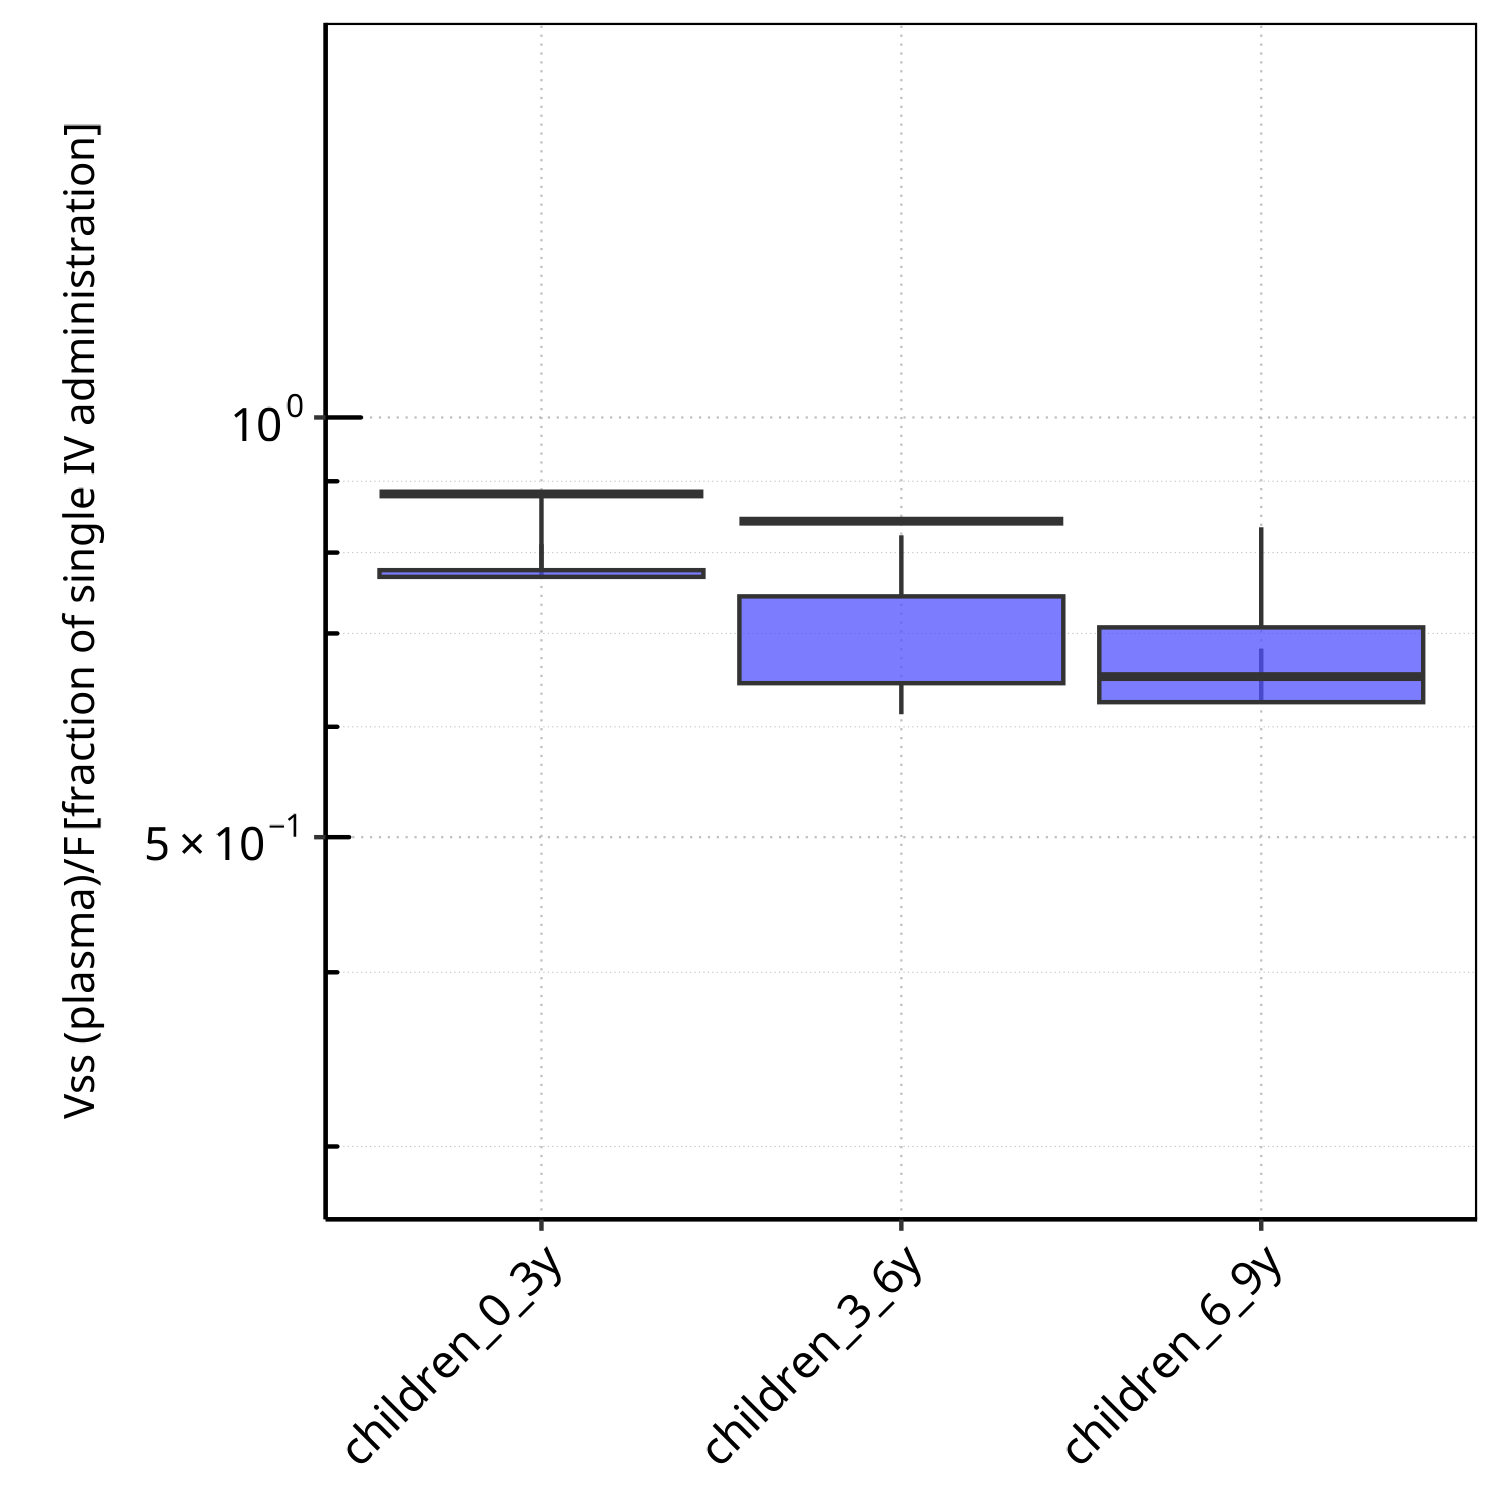 Vss (plasma)/F [fraction of single IV administration]
10⁰
5 × 10⁻¹
children_0_3y
children_3_6y
children_6_9y